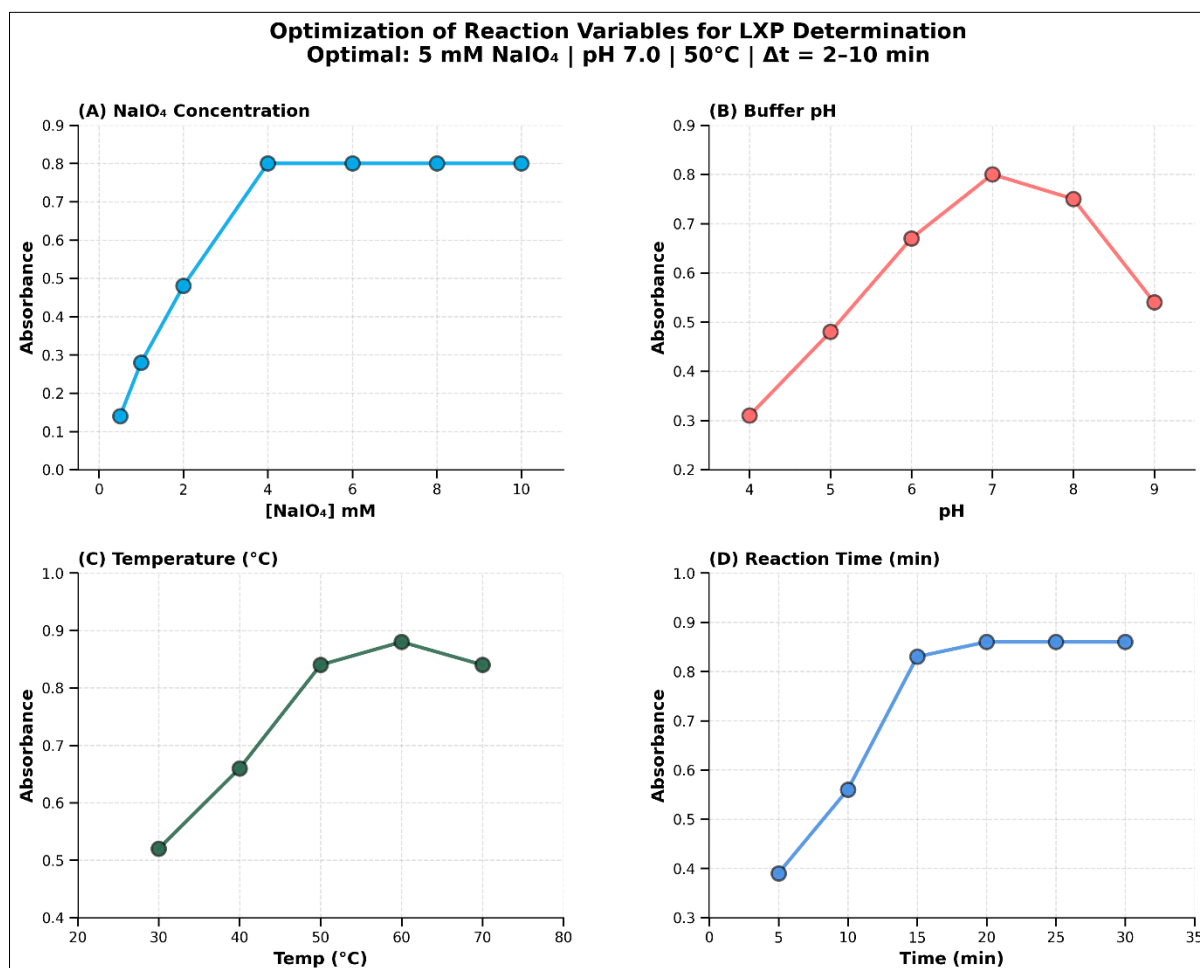 Optimization of Reaction Variables for LXP Determination
Optimal: 5 mM NaIO₄ | pH 7.0 | 50°C | Δt = 2–10 min
(A) NaIO₄ Concentration
0.9
0.8
0.7
0.6
0.5
0.4
0.3
0.2
0.1
0.0
Absorbance
0 2 4 6 8 10
[NaIO₄] mM
(B) Buffer pH
0.9
0.8
0.7
0.6
0.5
0.4
0.3
0.2
Absorbance
4 5 6 7 8 9
pH
(C) Temperature (°C)
1.0
0.9
0.8
0.7
0.6
0.5
0.4
Absorbance
20 30 40 50 60 70 80
Temp (°C)
(D) Reaction Time (min)
1.0
0.9
0.8
0.7
0.6
0.5
0.4
0.3
Absorbance
0 5 10 15 20 25 30 35
Time (min)